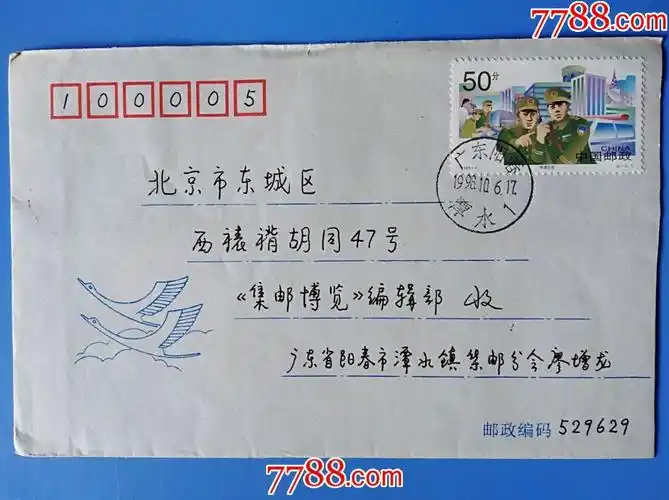 7788.com
100005
50分
CHINA
中国邮政
广东阳春
1998.10.6.17
潭水1
北京市东城区
西裱褙胡同47号
《集邮博览》编辑部 收
广东省阳春市潭水镇集邮分会廖增龙
邮政编码 529629
7788.com